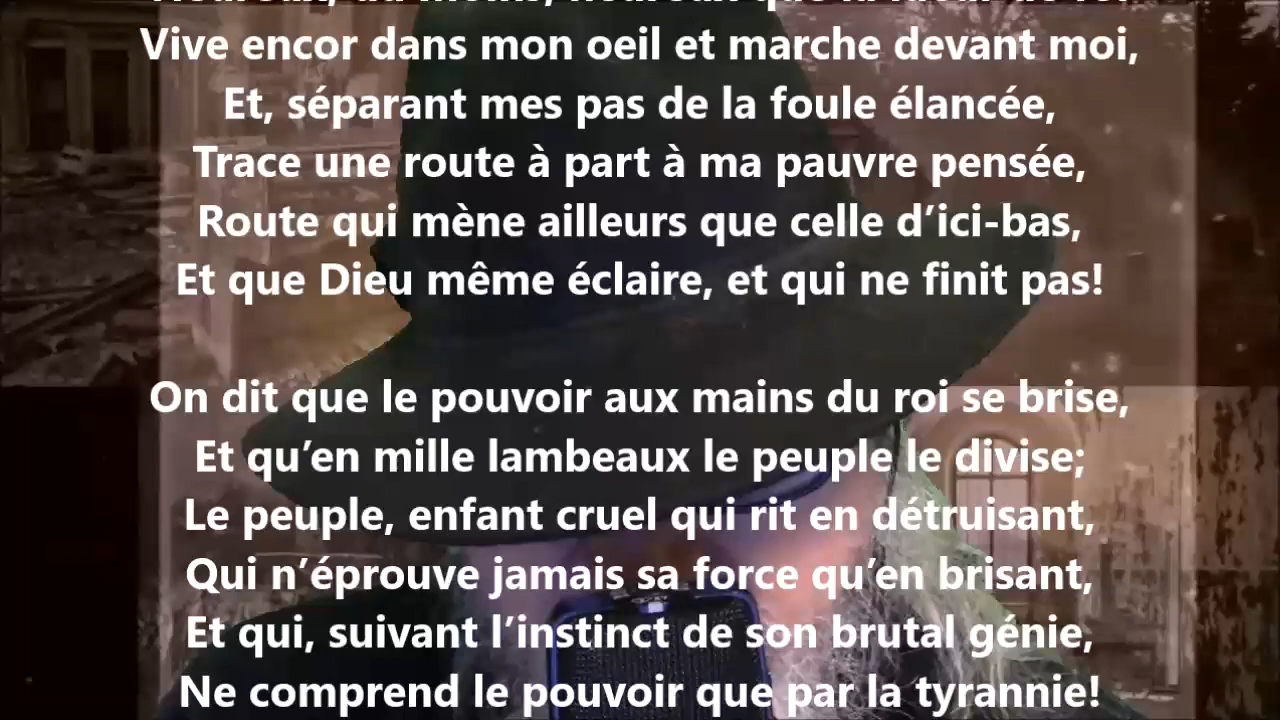 Vive encor dans mon oeil et marche devant moi,
Et, séparant mes pas de la foule élancée,
Trace une route à part à ma pauvre pensée,
Route qui mène ailleurs que celle d’ici-bas,
Et que Dieu même éclaire, et qui ne finit pas!
On dit que le pouvoir aux mains du roi se brise,
Et qu’en mille lambeaux le peuple le divise;
Le peuple, enfant cruel qui rit en détruisant,
Qui n’éprouve jamais sa force qu’en brisant,
Et qui, suivant l’instinct de son brutal génie,
Ne comprend le pouvoir que par la tyrannie!